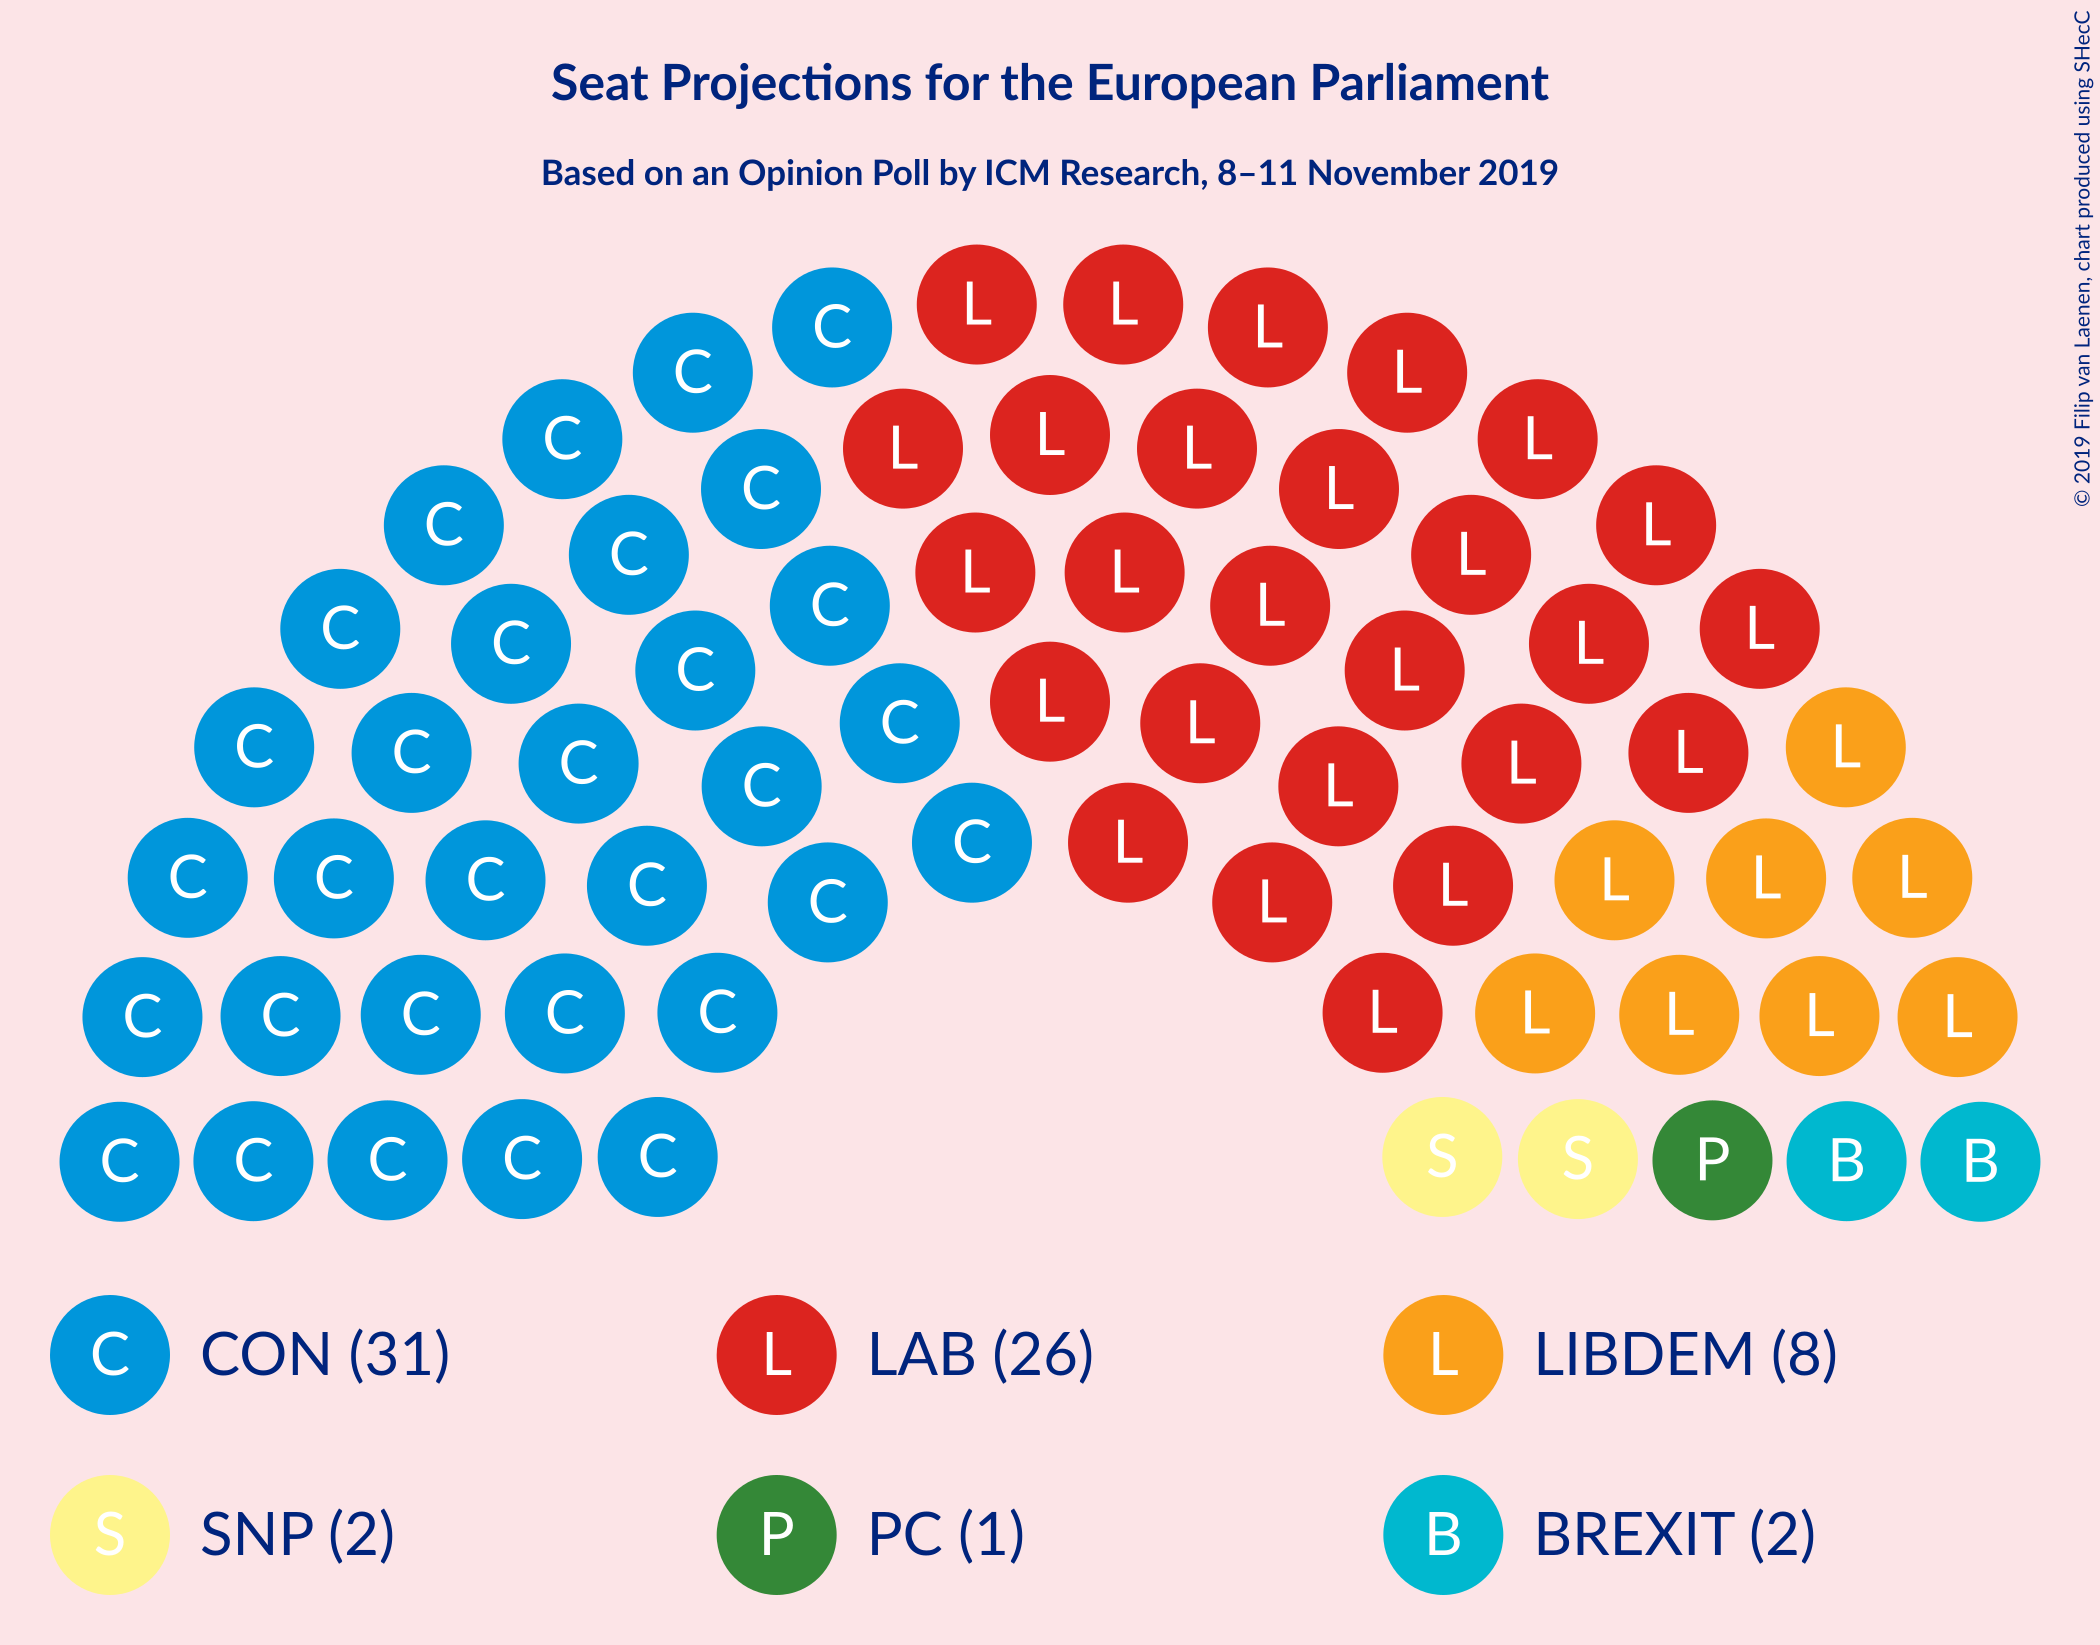 Seat Projections for the European Parliament
Based on an Opinion Poll by ICM Research, 8–11 November 2019
© 2019 Filip van Laenen, chart produced using SHecC
C C L L L L
C C L L
C L L L
C C L L
C L L L L
C C C L L L
C C L L
C C C C L L L L
C C C C L L L L
C C C C C C L L L L L L
C C C C C L L L L L
C C C C C S S P B B
C CON (31)
L LAB (26)
L LIBDEM (8)
S SNP (2)
P PC (1)
B BREXIT (2)